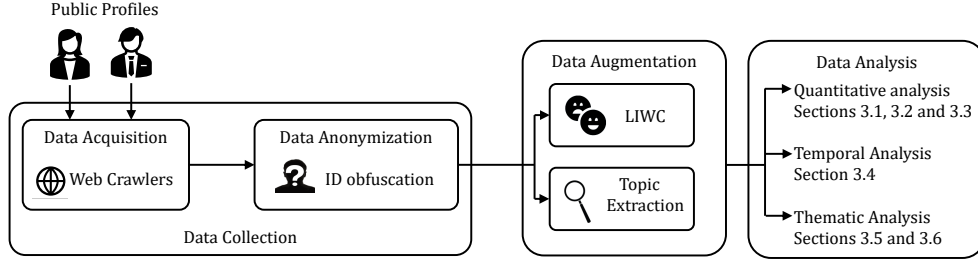 Public Profiles
Data Acquisition
Web Crawlers
Data Anonymization
?
ID obfuscation
Data Collection
Data Augmentation
LIWC
Topic
Extraction
Data Analysis
Quantitative analysis
Sections 3.1, 3.2 and 3.3
Temporal Analysis
Section 3.4
Thematic Analysis
Sections 3.5 and 3.6